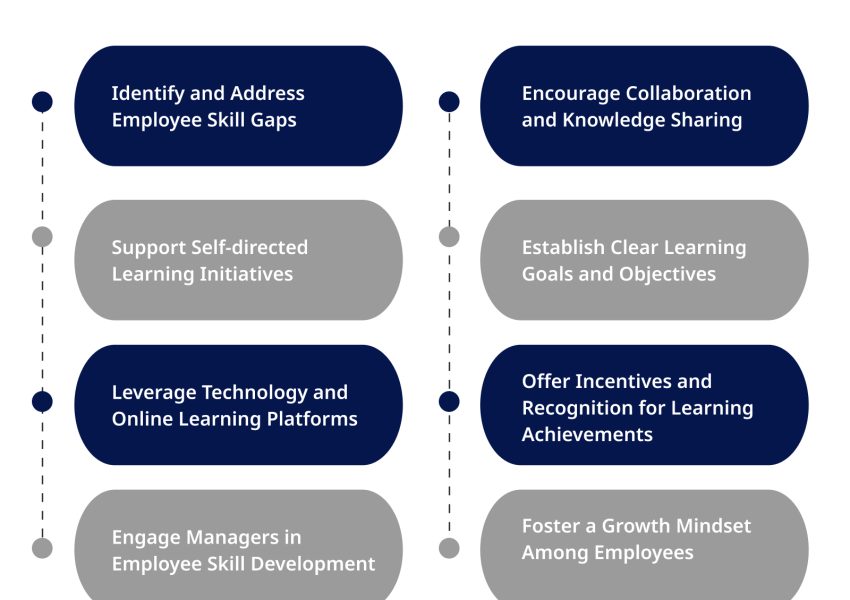 Identify and Address
Employee Skill Gaps
Support Self-directed
Learning Initiatives
Leverage Technology and
Online Learning Platforms
Engage Managers in
Employee Skill Development
Encourage Collaboration
and Knowledge Sharing
Establish Clear Learning
Goals and Objectives
Offer Incentives and
Recognition for Learning
Achievements
Foster a Growth Mindset
Among Employees